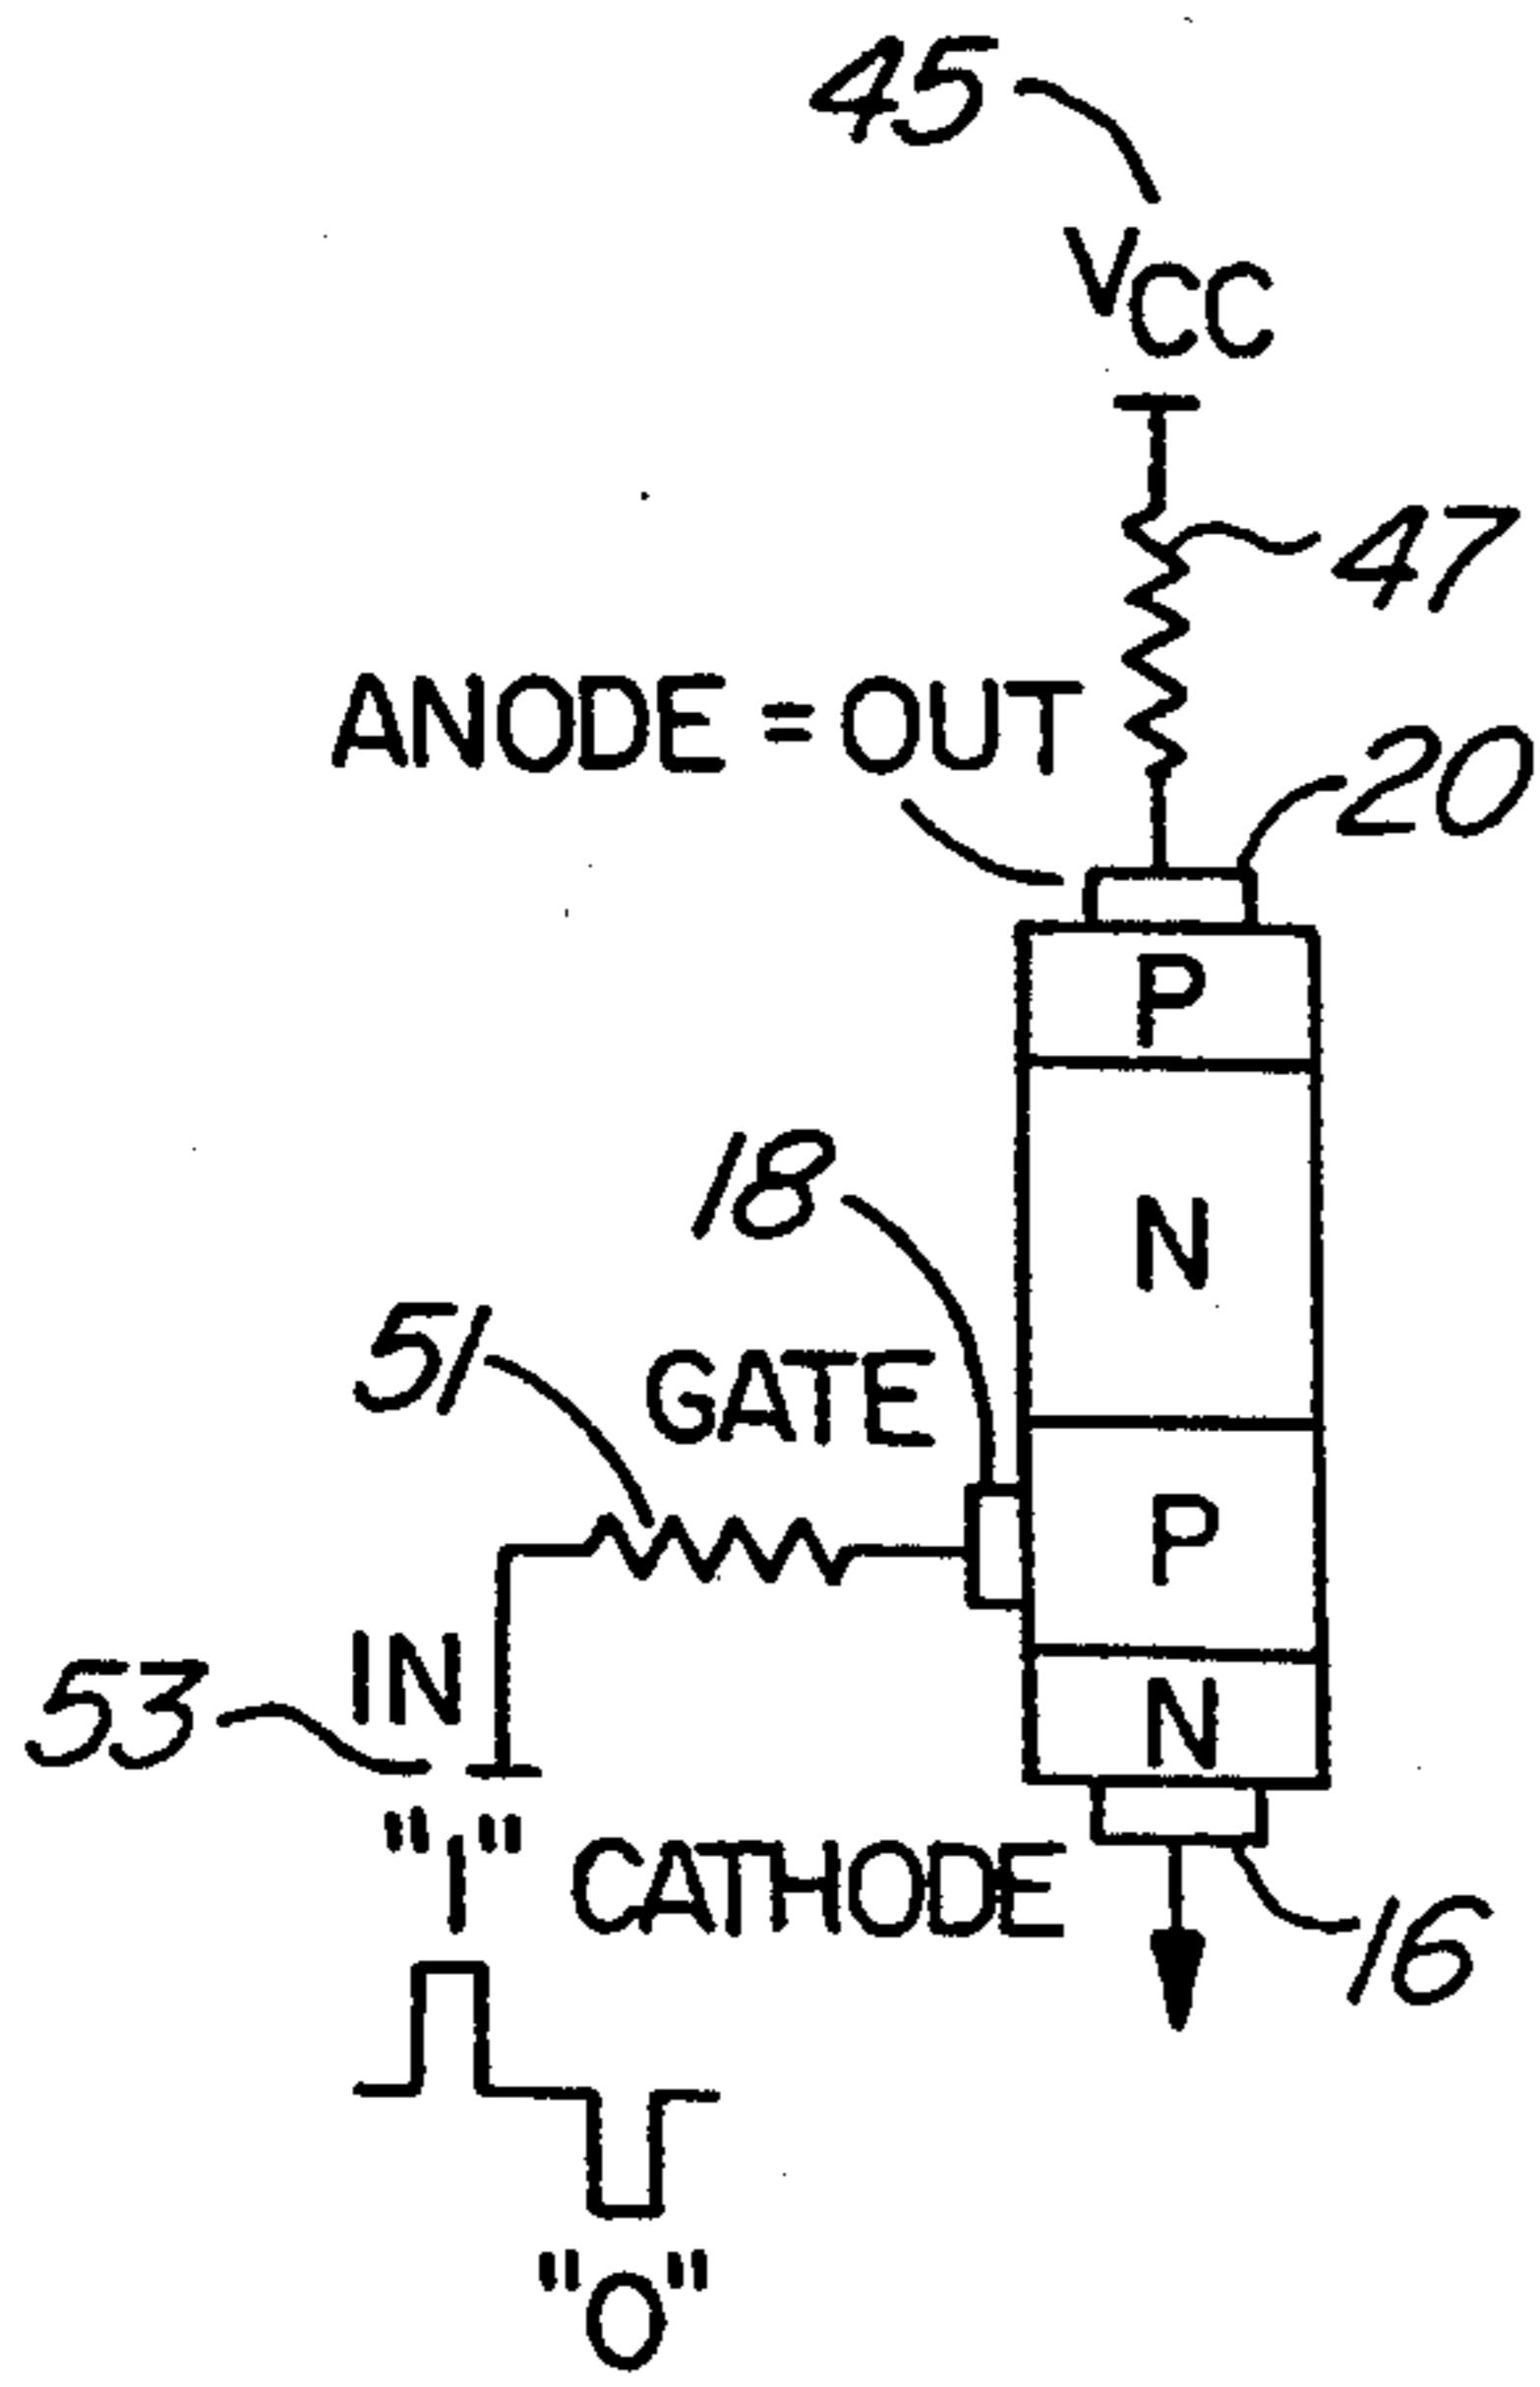 45
VCC
47
ANODE = OUT
20
P
18
N
51
GATE
P
IN
53
N
"1"
CATHODE
16
"0"